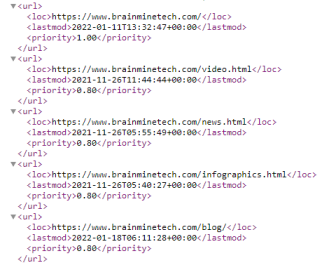 ▼<url>
<loc>https://www.brainminetech.com/</loc>
<lastmod>2022-01-11T13:32:47+00:00</lastmod>
<priority>1.00</priority>
</url>
▼<url>
<loc>https://www.brainminetech.com/video.html</loc>
<lastmod>2021-11-26T11:44:44+00:00</lastmod>
<priority>0.80</priority>
</url>
▼<url>
<loc>https://www.brainminetech.com/news.html</loc>
<lastmod>2021-11-26T05:55:49+00:00</lastmod>
<priority>0.80</priority>
</url>
▼<url>
<loc>https://www.brainminetech.com/infographics.html</loc>
<lastmod>2021-11-26T05:40:27+00:00</lastmod>
<priority>0.80</priority>
</url>
▼<url>
<loc>https://www.brainminetech.com/blog/</loc>
<lastmod>2022-01-18T06:11:28+00:00</lastmod>
<priority>0.80</priority>
</url>